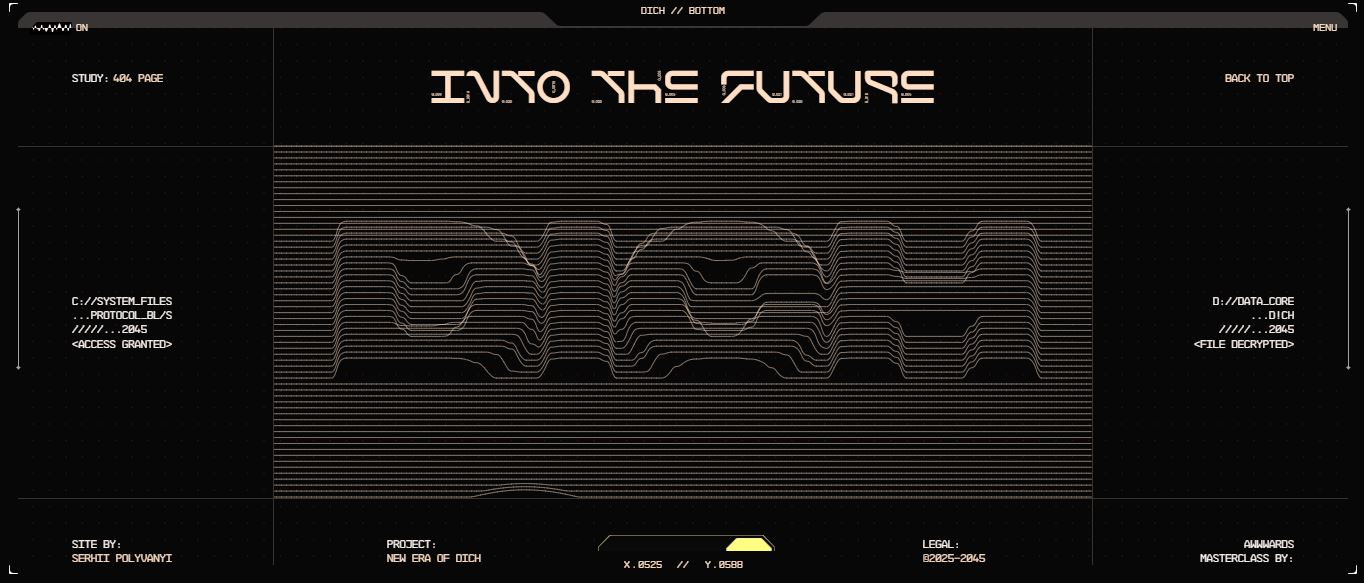 DICH // BOTTOM
ON
MENU
STUDY: 404 PAGE
INTO THE FUTURE
BACK TO TOP
DICH
C://SYSTEM_FILES
...PROTOCOL_BL/S
/////...2045
<ACCESS GRANTED>
D://DATA_CORE
...D!CH
/////...2045
<FILE DECRYPTED>
SITE BY:
SERHII POLYVANYI
PROJECT:
NEW ERA OF DICH
X.0525 // Y.0588
LEGAL:
©2025-2045
AWWWARDS
MASTERCLASS BY: